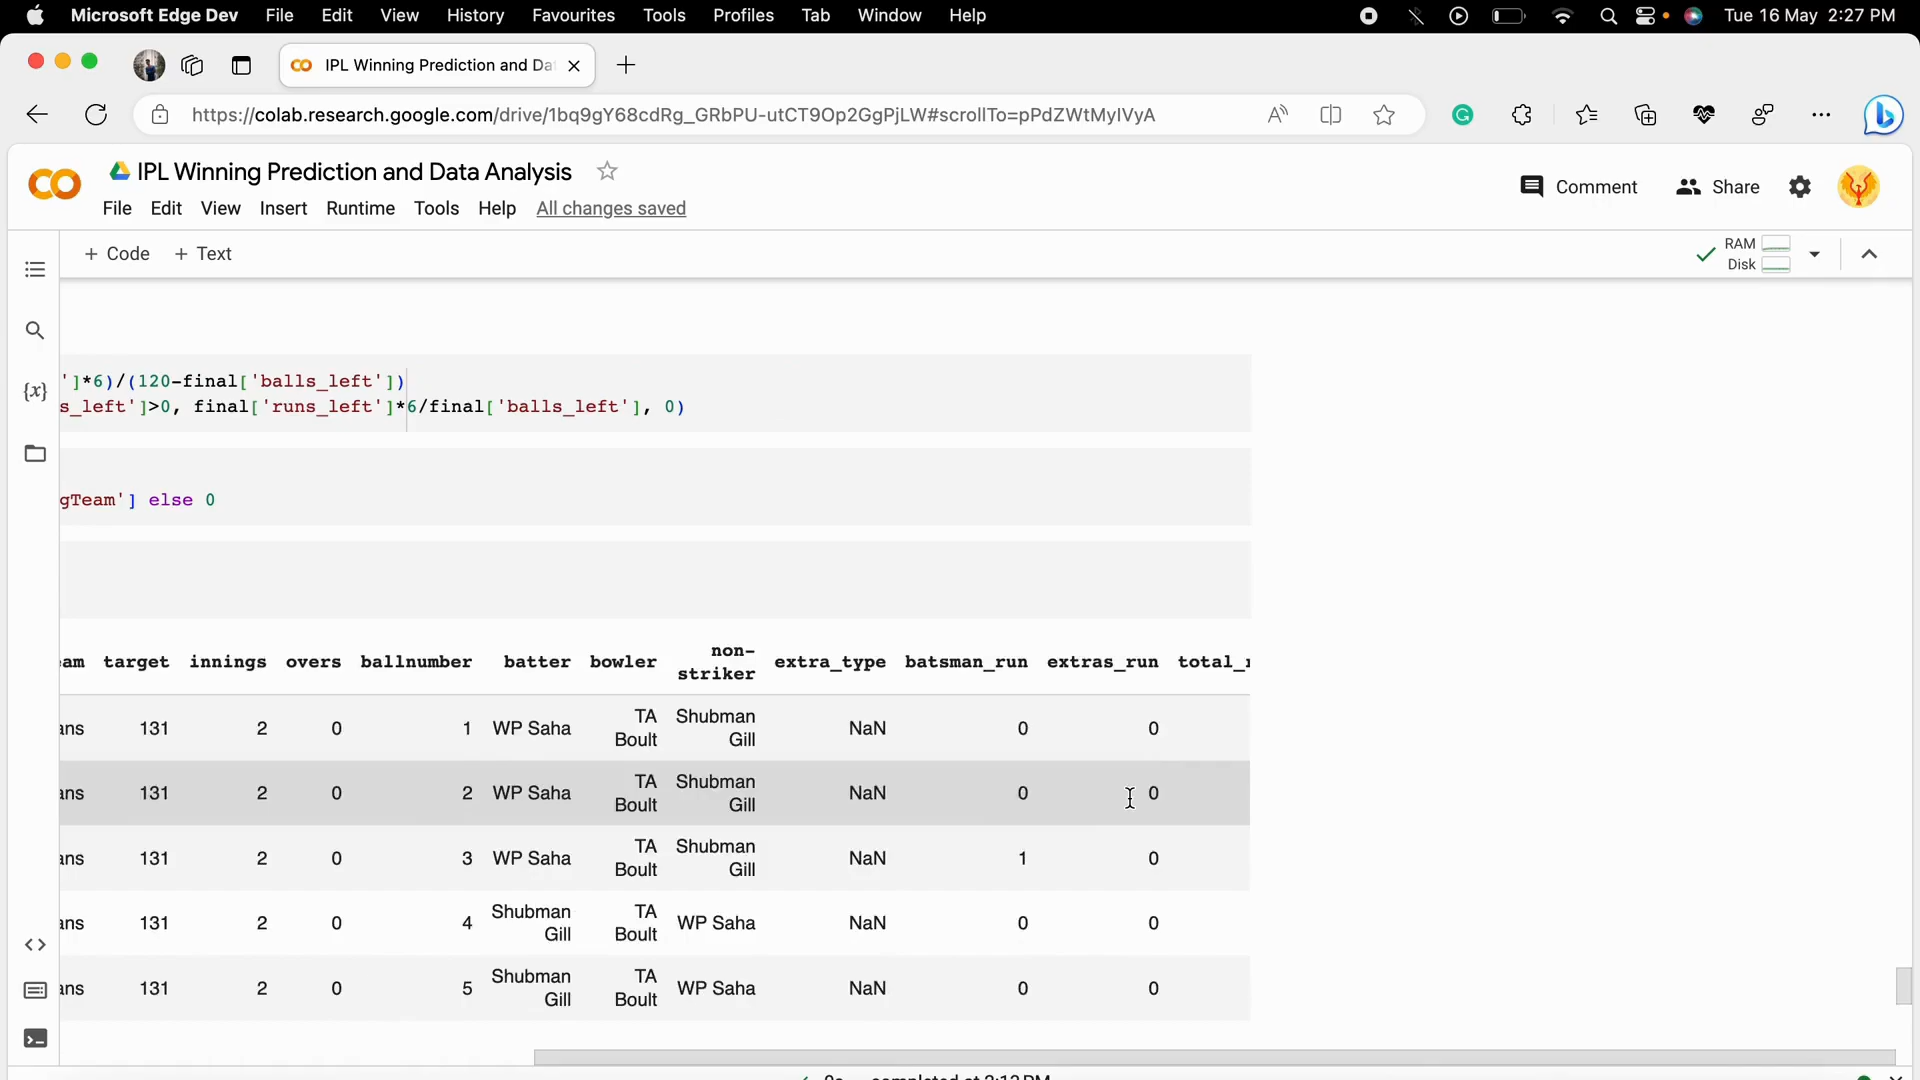 Microsoft Edge Dev File Edit View History Favourites Tools Profiles Tab Window Help Tue 16 May 2:27 PM
IPL Winning Prediction and Da
https://colab.research.google.com/drive/1bq9gY68cdRg_GRbPU-utCT9Op2GgPjLW#scrollTo=pPdZWtMyIVyA
IPL Winning Prediction and Data Analysis
Comment Share
File Edit View Insert Runtime Tools Help All changes saved
+ Code + Text
RAM
Disk
']*6)/(120-final['balls_left'])
s_left']>0, final['runs_left']*6/final['balls_left'], 0)
gTeam'] else 0
am target innings overs ballnumber batter bowler non-striker extra_type batsman_run extras_run total_r
ans 131 2 0 1 WP Saha TA Boult Shubman Gill NaN 0 0
ans 131 2 0 2 WP Saha TA Boult Shubman Gill NaN 0 0
ans 131 2 0 3 WP Saha TA Boult Shubman Gill NaN 1 0
ans 131 2 0 4 Shubman Gill TA Boult WP Saha NaN 0 0
ans 131 2 0 5 Shubman Gill TA Boult WP Saha NaN 0 0
completed at 2:12 PM